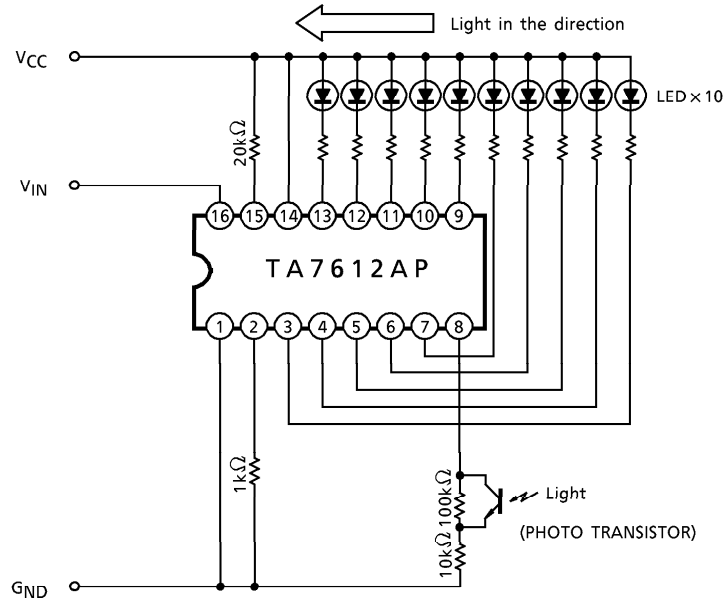 Light in the direction
VCC
LED×10
20kΩ
VIN
16 15 14 13 12 11 10 9
TA7612AP
1 2 3 4 5 6 7 8
1kΩ
100kΩ
Light
(PHOTO TRANSISTOR)
10kΩ
GND